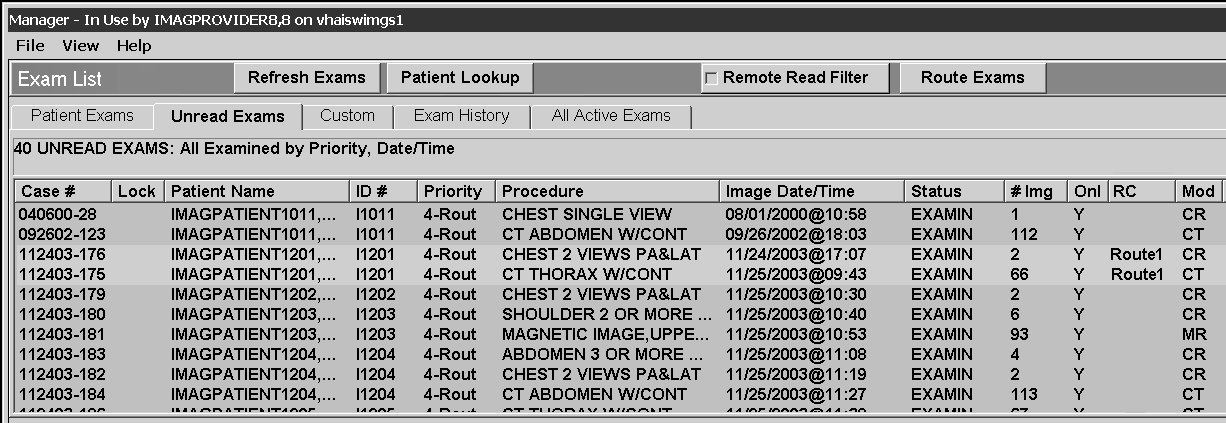 Manager - In Use by IMAGPROVIDER8,8 on vhaiswimgs1
File View Help
Exam List Refresh Exams Patient Lookup Remote Read Filter Route Exams
Patient Exams Unread Exams Custom Exam History All Active Exams
40 UNREAD EXAMS: All Examined by Priority, Date/Time
Case # Lock Patient Name ID # Priority Procedure Image Date/Time Status # Img Onl RC Mod
040600-28 IMAGPATIENT1011,... I1011 4-Rout CHEST SINGLE VIEW 08/01/2000@10:58 EXAMIN 1 Y CR
092602-123 IMAGPATIENT1011,... I1011 4-Rout CT ABDOMEN W/CONT 09/26/2002@18:03 EXAMIN 112 Y CT
112403-176 IMAGPATIENT1201,... I1201 4-Rout CHEST 2 VIEWS PA&LAT 11/24/2003@17:07 EXAMIN 2 Y Route1 CR
112403-175 IMAGPATIENT1201,... I1201 4-Rout CT THORAX W/CONT 11/25/2003@09:43 EXAMIN 66 Y Route1 CT
112403-179 IMAGPATIENT1202,... I1202 4-Rout CHEST 2 VIEWS PA&LAT 11/25/2003@10:30 EXAMIN 2 Y CR
112403-180 IMAGPATIENT1203,... I1203 4-Rout SHOULDER 2 OR MORE ... 11/25/2003@10:40 EXAMIN 6 Y CR
112403-181 IMAGPATIENT1203,... I1203 4-Rout MAGNETIC IMAGE,UPPE... 11/25/2003@10:53 EXAMIN 93 Y MR
112403-183 IMAGPATIENT1204,... I1204 4-Rout ABDOMEN 3 OR MORE ... 11/25/2003@11:08 EXAMIN 4 Y CR
112403-182 IMAGPATIENT1204,... I1204 4-Rout CHEST 2 VIEWS PA&LAT 11/25/2003@11:19 EXAMIN 2 Y CR
112403-184 IMAGPATIENT1204,... I1204 4-Rout CT ABDOMEN W/CONT 11/25/2003@11:27 EXAMIN 113 Y CT
4-Rout CT THORAX W/CONT EXAMIN Y CT